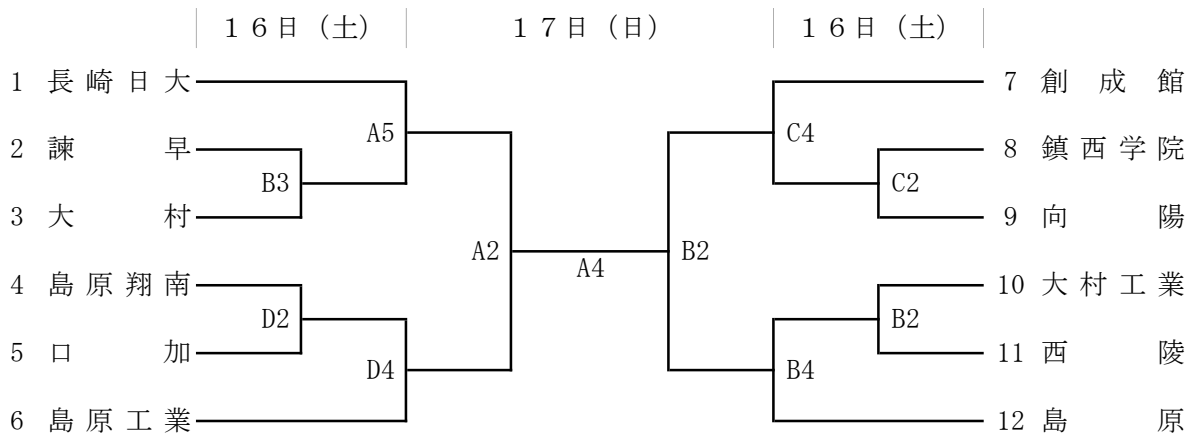 １６日（土） １７日（日） １６日（土）
1 長崎日大 7 創成館
A5 C4
2 諫早 8 鎮西学院
B3 C2
3 大村 9 向陽
A2 A4 B2
4 島原翔南 10 大村工業
D2 B2
5 口加 11 西陵
D4 B4
6 島原工業 12 島原